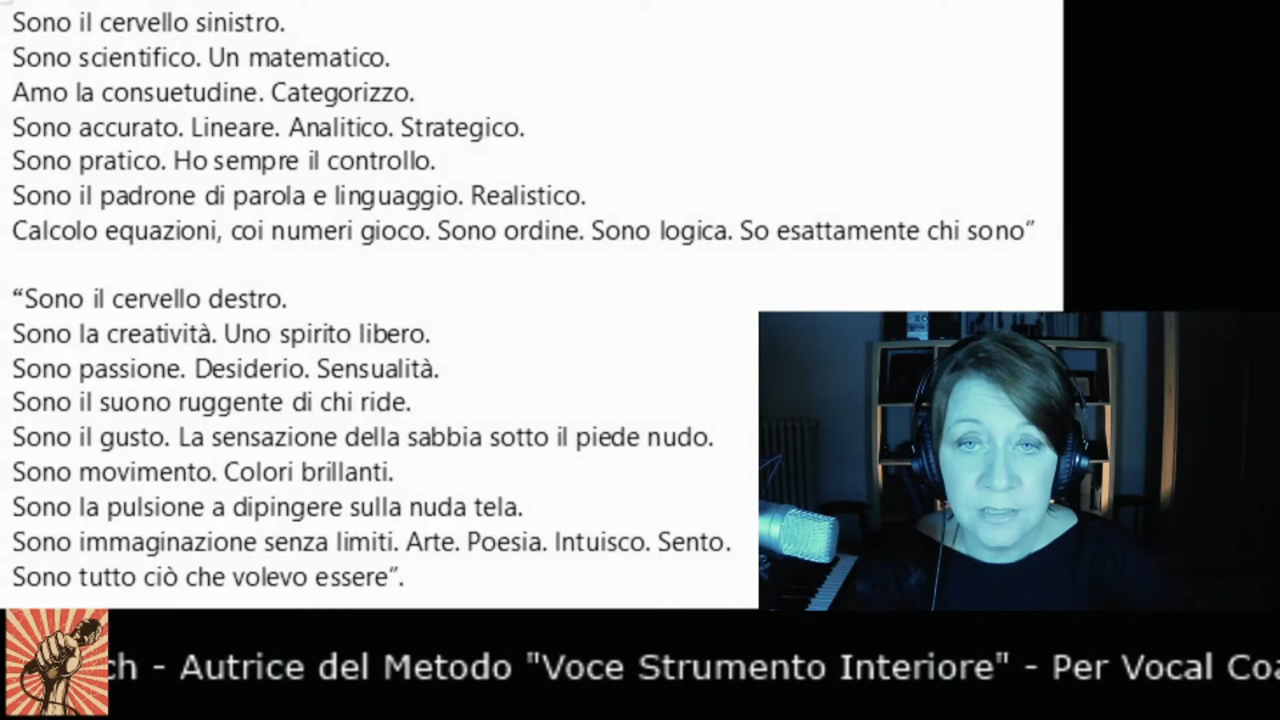 Sono il cervello sinistro.
Sono scientifico. Un matematico.
Amo la consuetudine. Categorizzo.
Sono accurato. Lineare. Analitico. Strategico.
Sono pratico. Ho sempre il controllo.
Sono il padrone di parola e linguaggio. Realistico.
Calcolo equazioni, coi numeri gioco. Sono ordine. Sono logica. So esattamente chi sono”
“Sono il cervello destro.
Sono la creatività. Uno spirito libero.
Sono passione. Desiderio. Sensualità.
Sono il suono ruggente di chi ride.
Sono il gusto. La sensazione della sabbia sotto il piede nudo.
Sono movimento. Colori brillanti.
Sono la pulsione a dipingere sulla nuda tela.
Sono immaginazione senza limiti. Arte. Poesia. Intuisco. Sento.
Sono tutto ciò che volevo essere”.
ch - Autrice del Metodo "Voce Strumento Interiore" - Per Vocal Coa